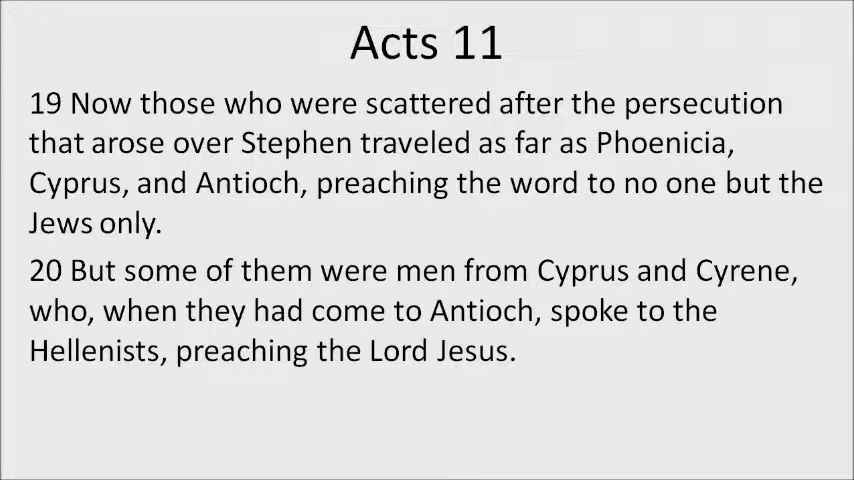 Acts 11
19 Now those who were scattered after the persecution
that arose over Stephen traveled as far as Phoenicia,
Cyprus, and Antioch, preaching the word to no one but the
Jews only.
20 But some of them were men from Cyprus and Cyrene,
who, when they had come to Antioch, spoke to the
Hellenists, preaching the Lord Jesus.